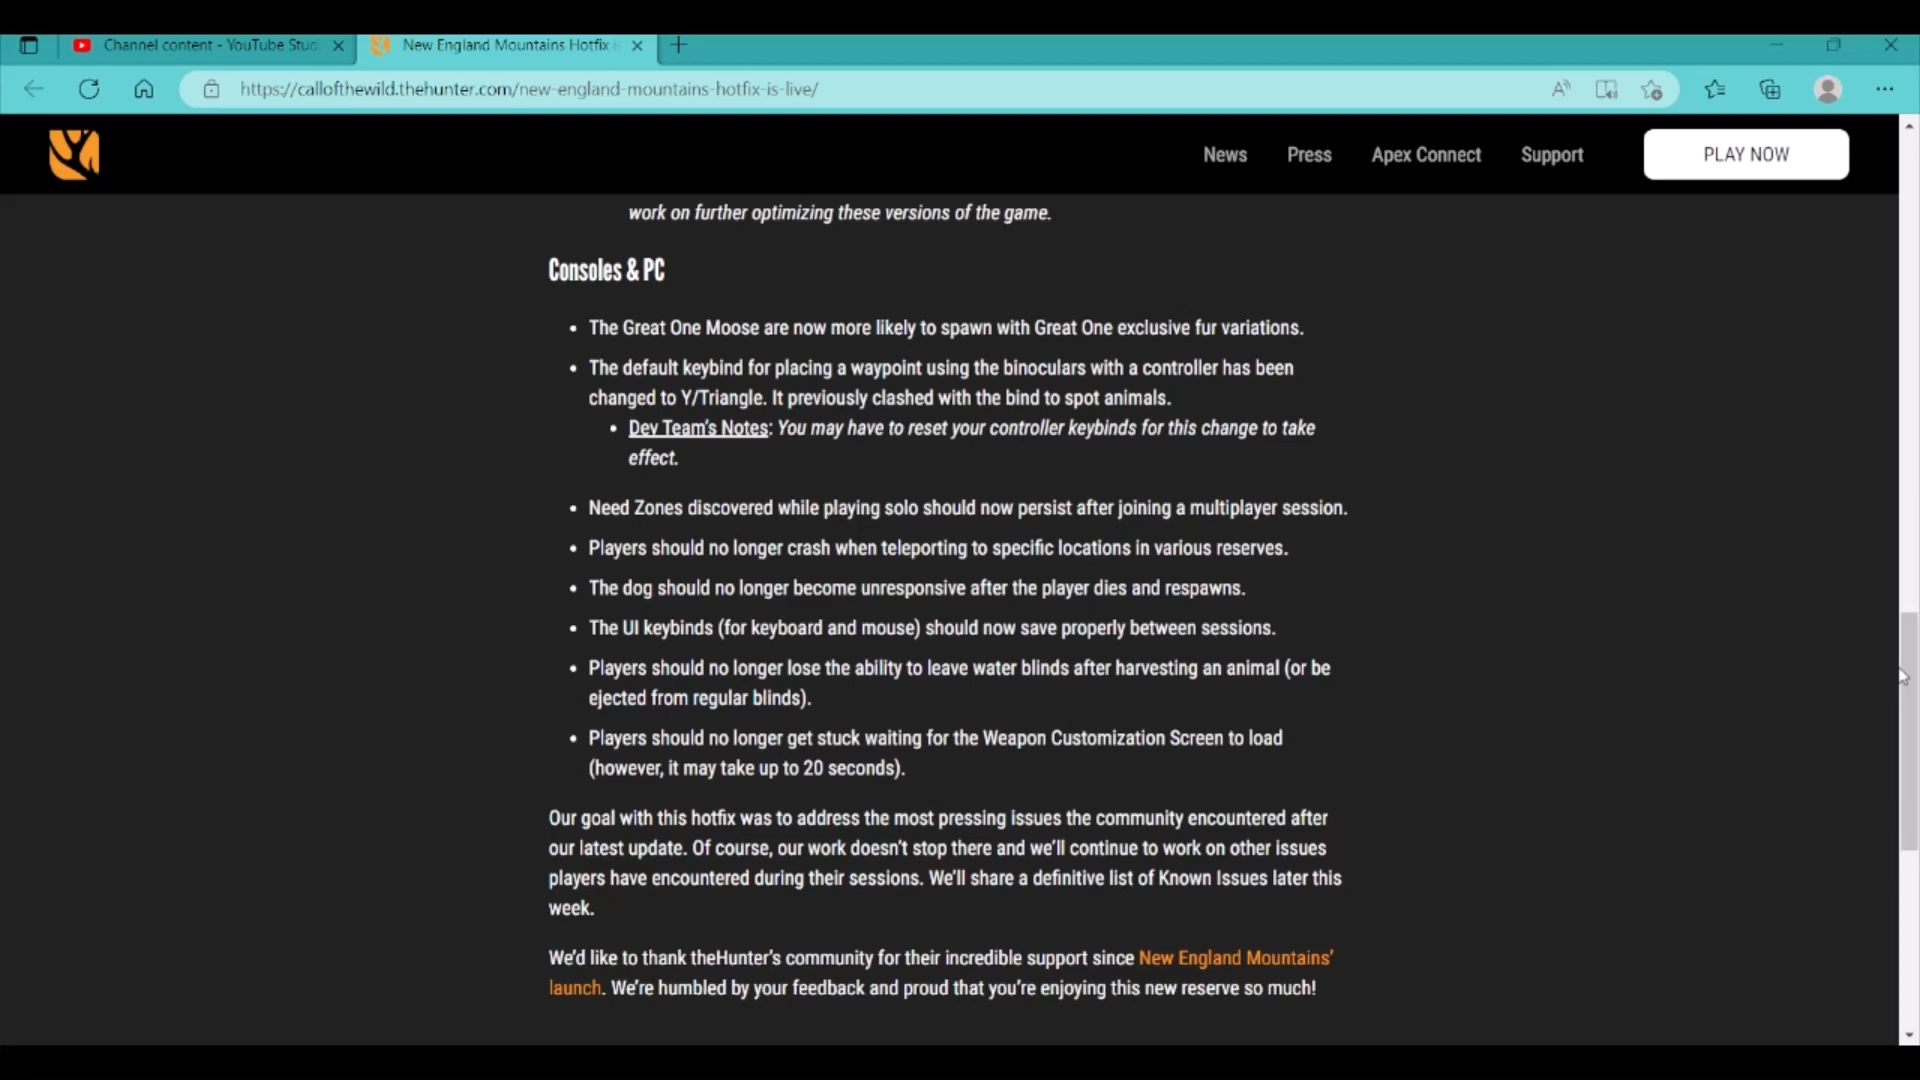 Channel content - YouTube Stud
New England Mountains Hotfix is
https://callofthewild.thehunter.com/new-england-mountains-hotfix-is-live/
News
Press
Apex Connect
Support
PLAY NOW
work on further optimizing these versions of the game.
Consoles & PC
• The Great One Moose are now more likely to spawn with Great One exclusive fur variations.
• The default keybind for placing a waypoint using the binoculars with a controller has been
changed to Y/Triangle. It previously clashed with the bind to spot animals.
• Dev Team's Notes: You may have to reset your controller keybinds for this change to take
effect.
• Need Zones discovered while playing solo should now persist after joining a multiplayer session.
• Players should no longer crash when teleporting to specific locations in various reserves.
• The dog should no longer become unresponsive after the player dies and respawns.
• The UI keybinds (for keyboard and mouse) should now save properly between sessions.
• Players should no longer lose the ability to leave water blinds after harvesting an animal (or be
ejected from regular blinds).
• Players should no longer get stuck waiting for the Weapon Customization Screen to load
(however, it may take up to 20 seconds).
Our goal with this hotfix was to address the most pressing issues the community encountered after
our latest update. Of course, our work doesn't stop there and we'll continue to work on other issues
players have encountered during their sessions. We'll share a definitive list of Known Issues later this
week.
We'd like to thank theHunter's community for their incredible support since New England Mountains'
launch. We're humbled by your feedback and proud that you're enjoying this new reserve so much!